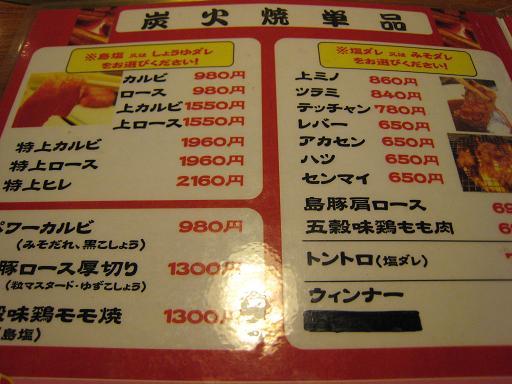 炭火焼単品
※島塩 又は しょうゆダレ
をお選びください!
カルビ 980円
ロース 980円
上カルビ 1550円
上ロース 1550円
特上カルビ 1960円
特上ロース 1960円
特上ヒレ 2160円
パワーカルビ 980円
(みそだれ、黒こしょう)
豚ロース厚切り 1300円
(粒マスタード・ゆずこしょう)
味鶏モモ焼 1300円
島塩)
※塩ダレ 又は みそダレ
をお選びください!
上ミノ 860円
ツラミ 840円
テッチャン 780円
レバー 650円
アカセン 650円
ハツ 650円
センマイ 650円
島豚肩ロース
五穀味鶏もも肉
トントロ(塩ダレ)
ウィンナー